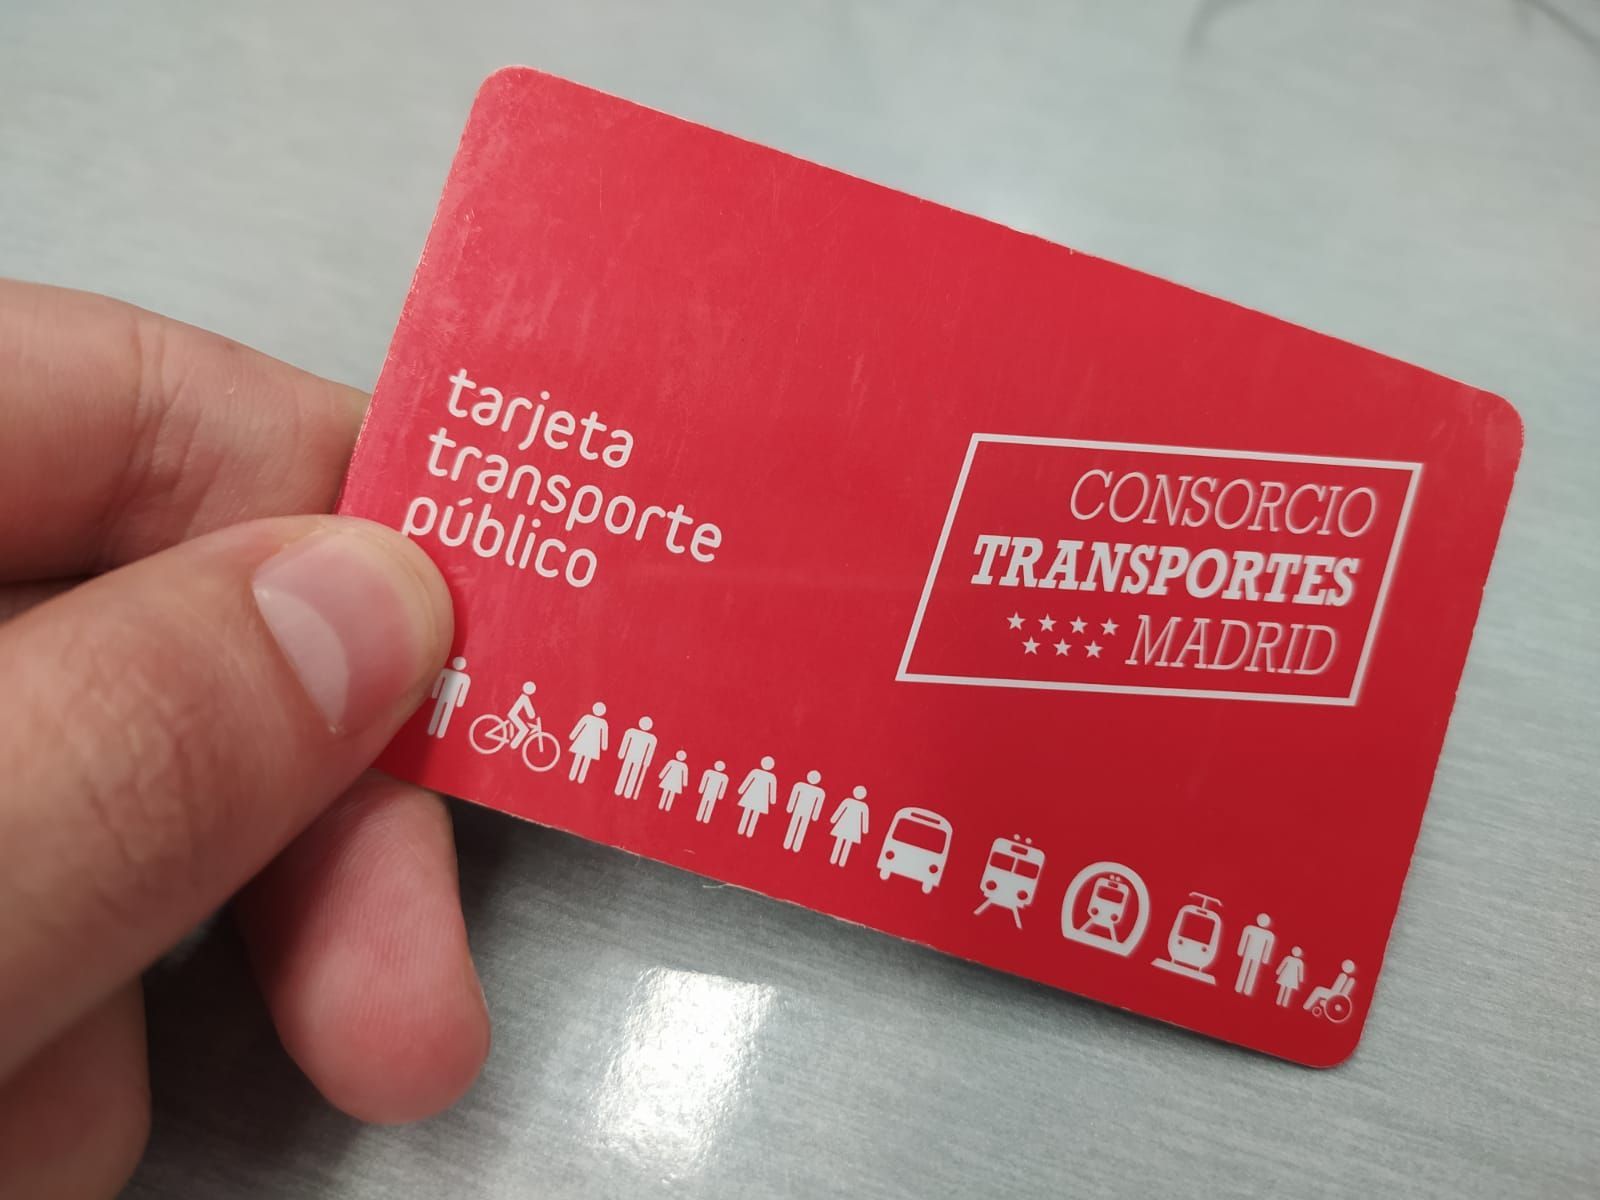 tarjeta
transporte
público
CONSORCIO
TRANSPORTES
MADRID